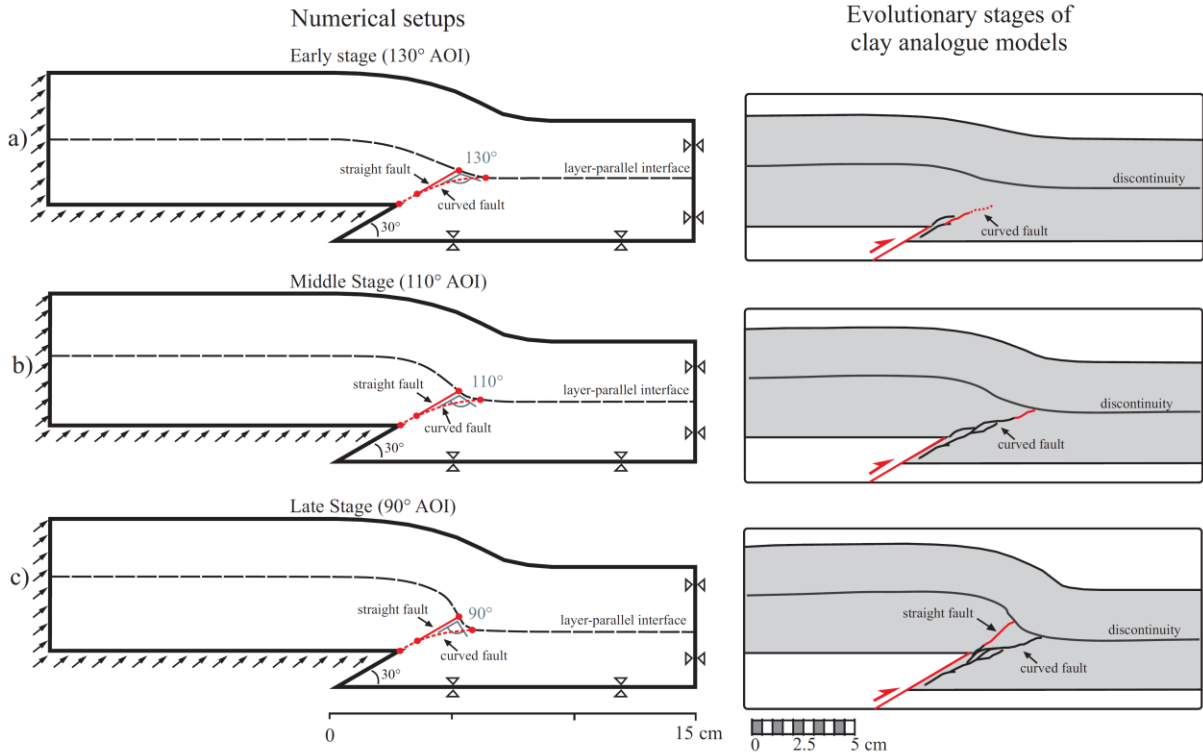 Numerical setups
Evolutionary stages of
clay analogue models
Early stage (130° AOI)
a)
130°
straight fault
layer-parallel interface
curved fault
30°
discontinuity
curved fault
Middle Stage (110° AOI)
b)
110°
straight fault
layer-parallel interface
curved fault
30°
discontinuity
curved fault
Late Stage (90° AOI)
c)
90°
straight fault
layer-parallel interface
curved fault
30°
straight fault
discontinuity
curved fault
0
15 cm
0 2.5 5 cm